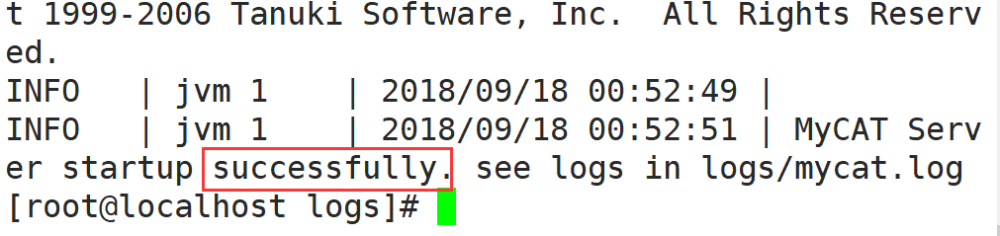 t 1999-2006 Tanuki Software, Inc.  All Rights Reserv
ed.
INFO   | jvm 1    | 2018/09/18 00:52:49 |
INFO   | jvm 1    | 2018/09/18 00:52:51 | MyCAT Serv
er startup successfully. see logs in logs/mycat.log
[root@localhost logs]#